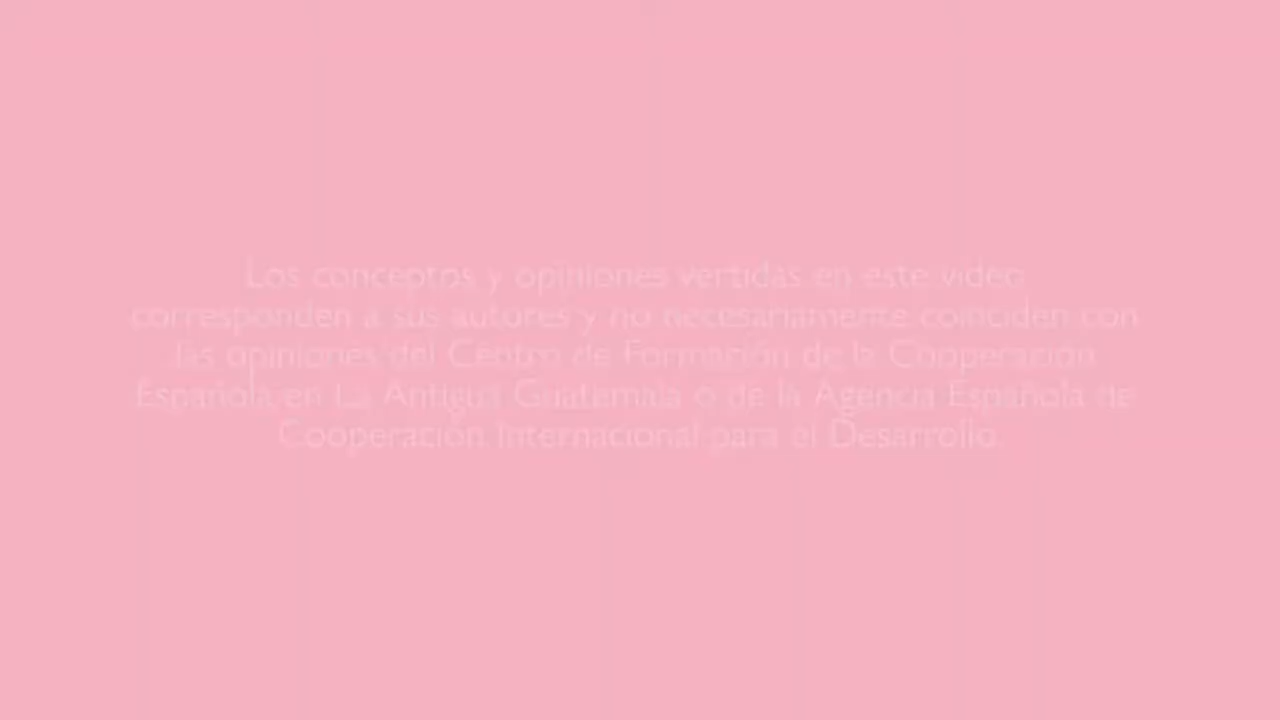 Los conceptos y opiniones vertidas en este video
corresponden a sus autores y no necesariamente coinciden con
las opiniones del Centro de Formación de la Cooperación
Española en La Antigua Guatemala o de la Agencia Española de
Cooperación Internacional para el Desarrollo.